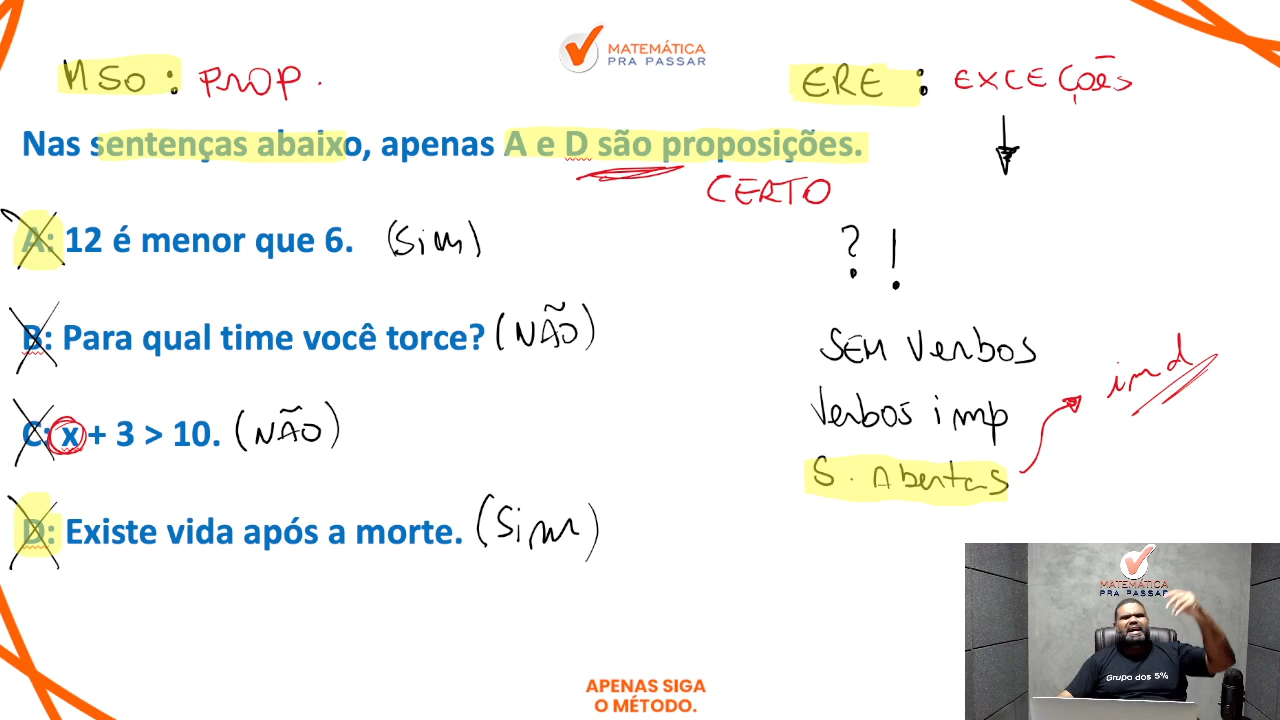 MATEMÁTICA
PRA PASSAR
MSO : PROP.
ERE : EXCEÇÕES
Nas sentenças abaixo, apenas A e D são proposições.
CERTO
A: 12 é menor que 6. (Sim)
? !
B: Para qual time você torce? (NÃO)
SEM Verbos
C: x + 3 > 10. (NÃO)
Verbos imp
ind
S. Abertas
D: Existe vida após a morte. (Sim)
MATEMÁTICA
PRA PASSAR
Grupo dos 5%
APENAS SIGA
O MÉTODO.